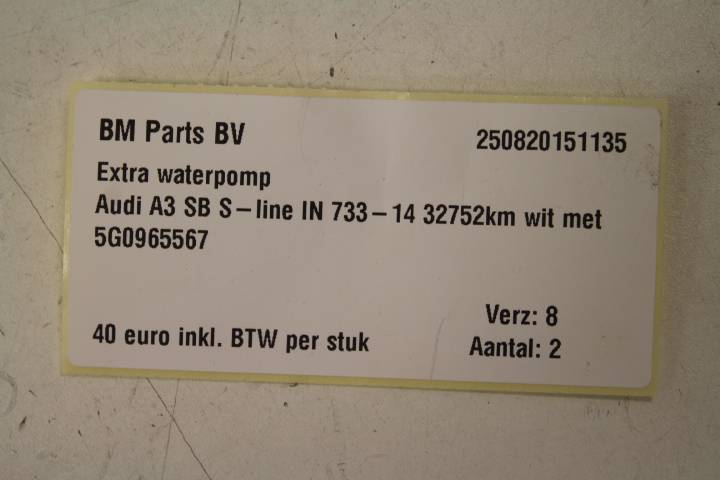 BM Parts BV 250820151135
Extra waterpomp
Audi A3 SB S-line IN 733-14 32752km wit met
5G0965567
Verz: 8
40 euro inkl. BTW per stuk Aantal: 2